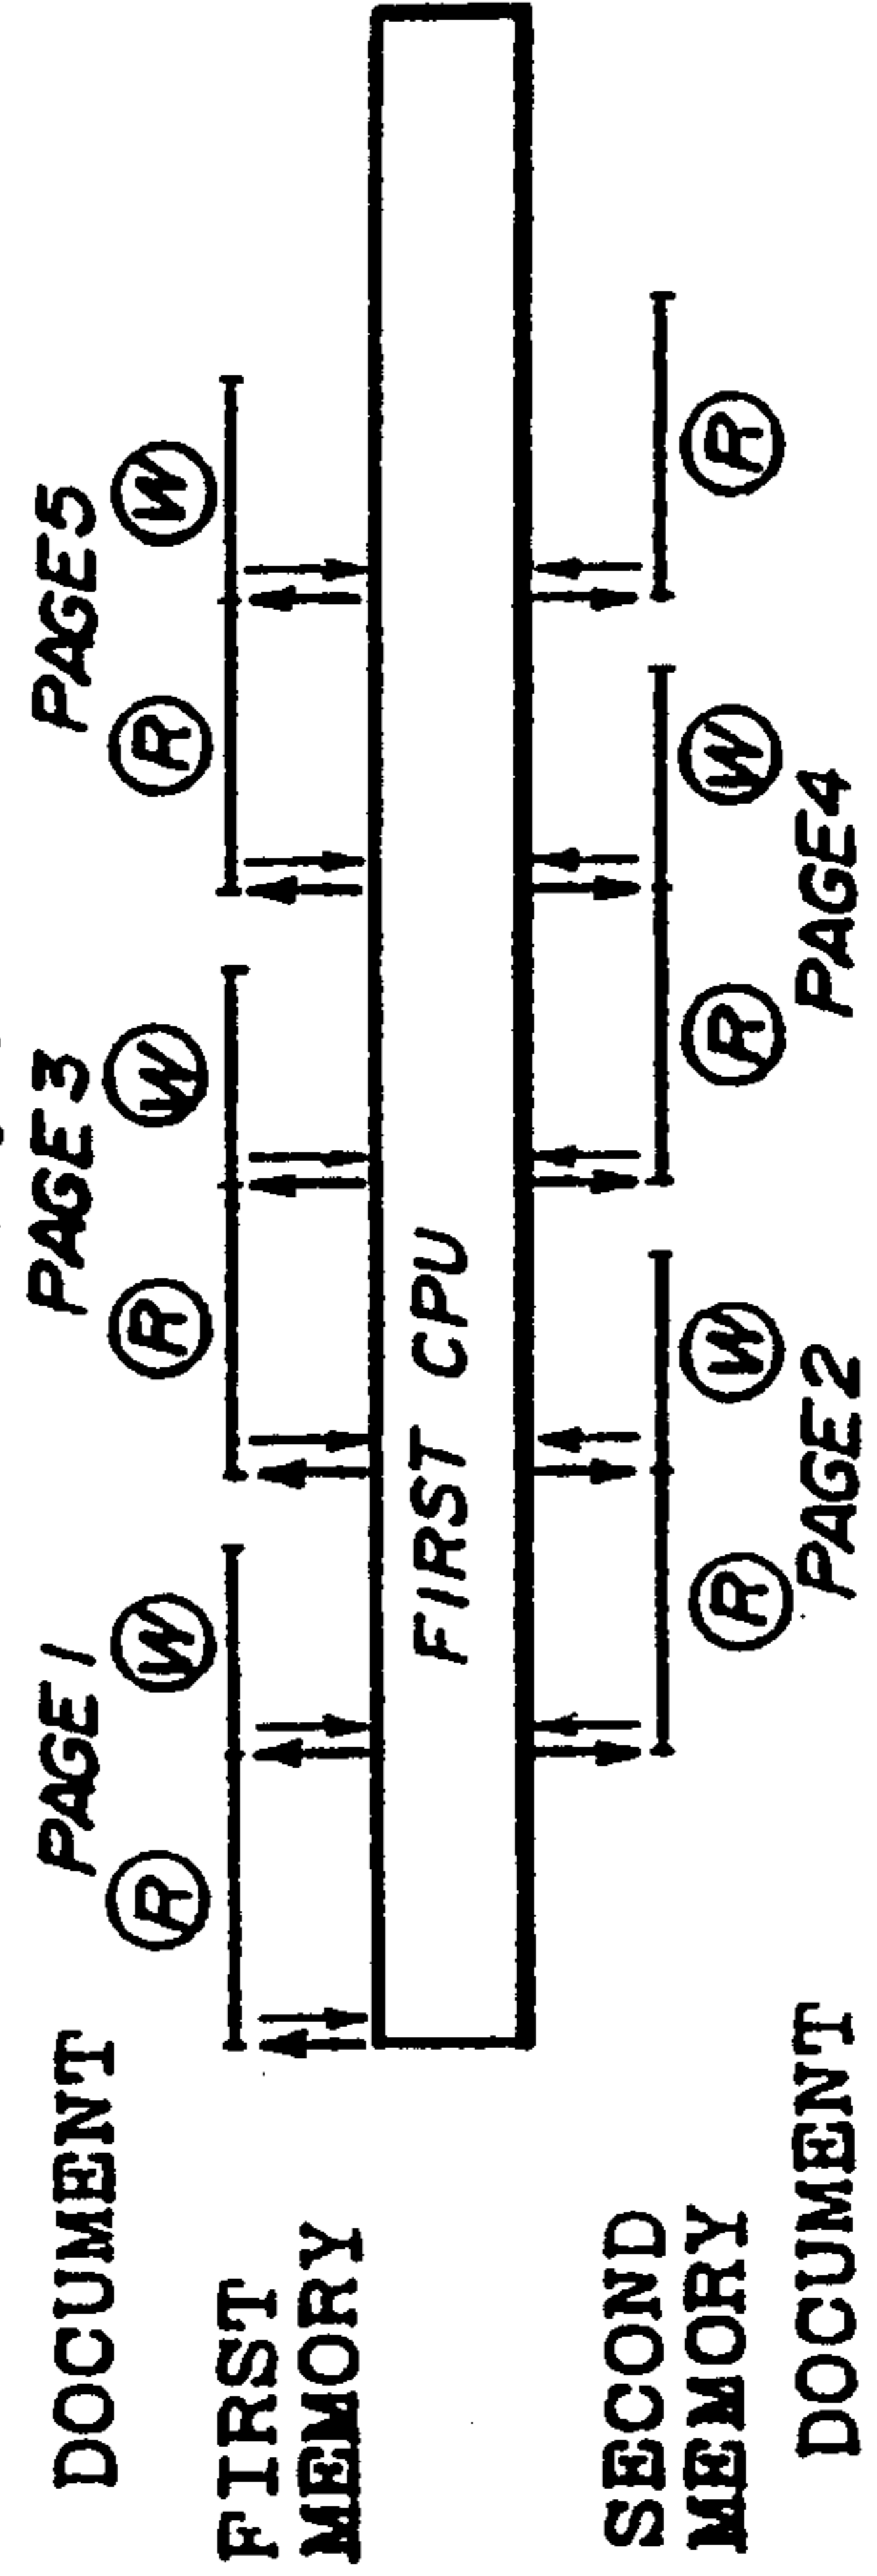 DOCUMENT PAGE 1 PAGE 3 PAGE 5
R W R W R W
FIRST
MEMORY
FIRST CPU
SECOND
MEMORY
R W R W R
DOCUMENT PAGE 2 PAGE 4